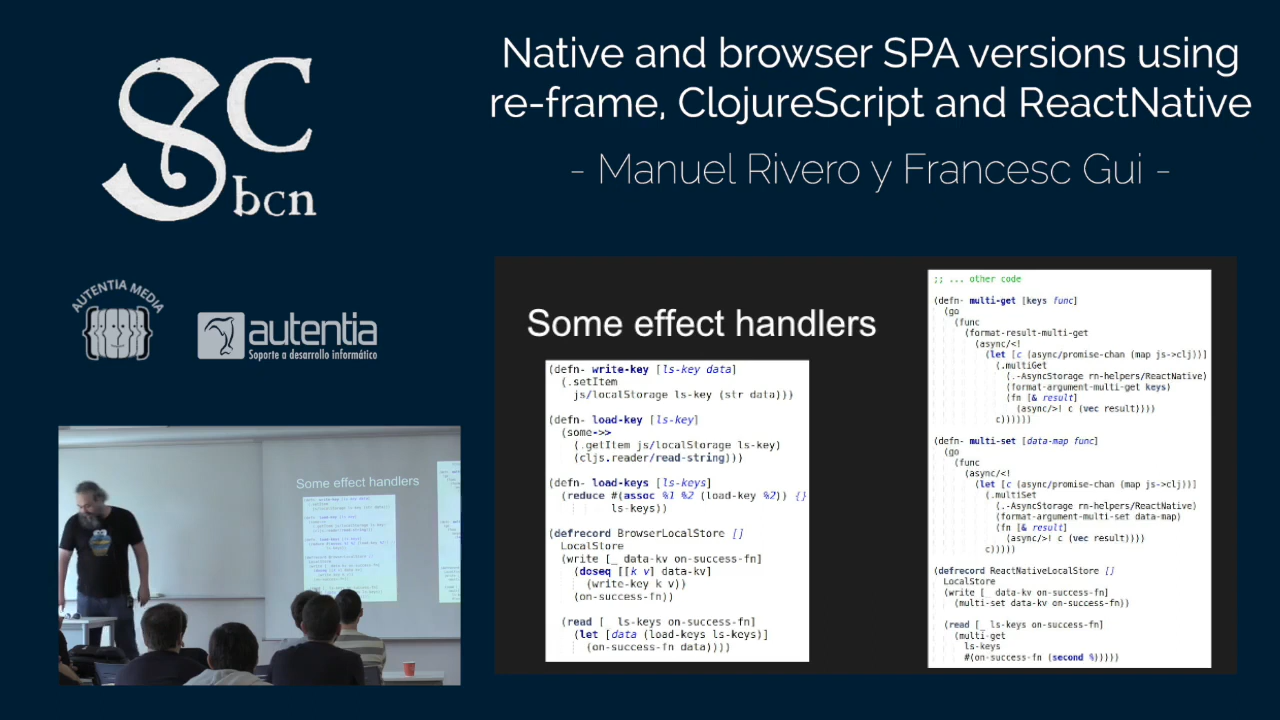 SC
bcn
Native and browser SPA versions using
re-frame, ClojureScript and ReactNative
- Manuel Rivero y Francesc Gui -
AUTENTIA MEDIA
autentia
Soporte a desarrollo informático
Some effect handlers
(defn- write-key [ls-key data]
(.setItem
js/localStorage ls-key (str data)))
(defn- load-key [ls-key]
(some->>
(.getItem js/localStorage ls-key)
(cljs.reader/read-string)))
(defn- load-keys [ls-keys]
(reduce #(assoc %1 %2 (load-key %2)) {}
ls-keys))
(defrecord BrowserLocalStore []
LocalStore
(write [_ data-kv on-success-fn]
(doseq [[k v] data-kv]
(write-key k v))
(on-success-fn))
(read [_ ls-keys on-success-fn]
(let [data (load-keys ls-keys)]
(on-success-fn data))))
;; ... other code
(defn- multi-get [keys func]
(go
(func
(format-result-multi-get
(async/<!
(let [c (async/promise-chan (map js->clj))]
(.multiGet
(.-AsyncStorage rn-helpers/ReactNative)
(format-argument-multi-get keys)
(fn [& result]
(async/>! c (vec result))))
c))))))
(defn- multi-set [data-map func]
(go
(func
(async/<!
(let [c (async/promise-chan (map js->clj))]
(.multiSet
(.-AsyncStorage rn-helpers/ReactNative)
(format-argument-multi-set data-map)
(fn [& result]
(async/>! c (vec result))))
c)))))
(defrecord ReactNativeLocalStore []
LocalStore
(write [_ data-kv on-success-fn]
(multi-set data-kv on-success-fn))
(read [_ ls-keys on-success-fn]
(multi-get
ls-keys
#(on-success-fn (second %)))))
Some effect handlers